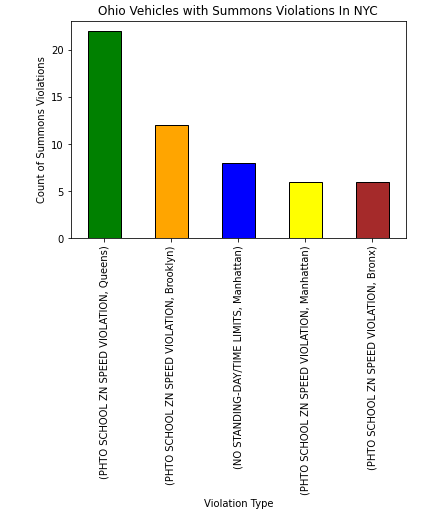 Ohio Vehicles with Summons Violations In NYC
Count of Summons Violations
20
15
10
5
0
(PHTO SCHOOL ZN SPEED VIOLATION, Queens)
(PHTO SCHOOL ZN SPEED VIOLATION, Brooklyn)
(NO STANDING-DAY/TIME LIMITS, Manhattan)
(PHTO SCHOOL ZN SPEED VIOLATION, Manhattan)
(PHTO SCHOOL ZN SPEED VIOLATION, Bronx)
Violation Type